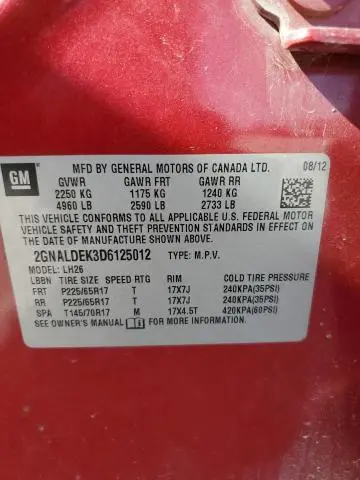 GM
MFD BY GENERAL MOTORS OF CANADA LTD. 08/12
GVWR GAWR FRT GAWR RR
2250 KG 1175 KG 1240 KG
4960 LB 2590 LB 2733 LB
THIS VEHICLE CONFORMS TO ALL APPLICABLE U.S. FEDERAL MOTOR
VEHICLE SAFETY AND THEFT PREVENTION STANDARDS IN EFFECT ON
THE DATE OF MANUFACTURE SHOWN ABOVE.
2GNALDEK3D6125012 TYPE: M.P.V.
MODEL: LH26
LBBN TIRE SIZE SPEED RTG RIM COLD TIRE PRESSURE
FRT P225/65R17 T 17X7J 240KPA(35PSI)
RR P225/65R17 T 17X7J 240KPA(35PSI)
SPA T145/70R17 M 17X4.5T 420KPA(60PSI)
SEE OWNER'S MANUAL FOR MORE INFORMATION